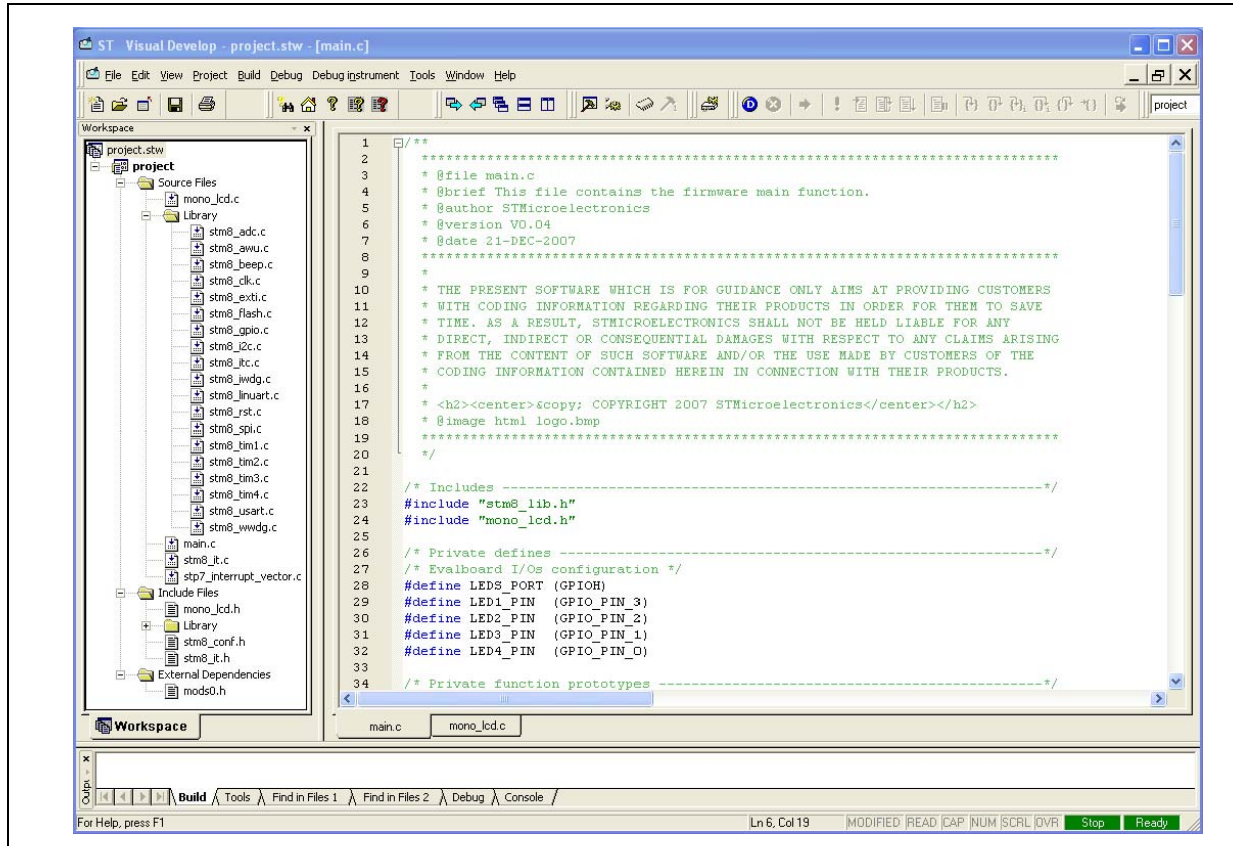 ST Visual Develop - project.stw - [main.c]
File Edit View Project Build Debug Debug instrument Tools Window Help
project
Workspace
project.stw
project
Source Files
mono_lcd.c
Library
stm8_adc.c
stm8_awu.c
stm8_beep.c
stm8_clk.c
stm8_exti.c
stm8_flash.c
stm8_gpio.c
stm8_i2c.c
stm8_itc.c
stm8_iwdg.c
stm8_linuart.c
stm8_rst.c
stm8_spi.c
stm8_tim1.c
stm8_tim2.c
stm8_tim3.c
stm8_tim4.c
stm8_usart.c
stm8_wwdg.c
main.c
stm8_it.c
stp7_interrupt_vector.c
Include Files
mono_lcd.h
Library
stm8_conf.h
stm8_it.h
External Dependencies
mods0.h
Workspace
1 /**
2 ******************************************************************************
3 * @file main.c
4 * @brief This file contains the firmware main function.
5 * @author STMicroelectronics
6 * @version V0.04
7 * @date 21-DEC-2007
8 ******************************************************************************
9 *
10 * THE PRESENT SOFTWARE WHICH IS FOR GUIDANCE ONLY AIMS AT PROVIDING CUSTOMERS
11 * WITH CODING INFORMATION REGARDING THEIR PRODUCTS IN ORDER FOR THEM TO SAVE
12 * TIME. AS A RESULT, STMICROELECTRONICS SHALL NOT BE HELD LIABLE FOR ANY
13 * DIRECT, INDIRECT OR CONSEQUENTIAL DAMAGES WITH RESPECT TO ANY CLAIMS ARISING
14 * FROM THE CONTENT OF SUCH SOFTWARE AND/OR THE USE MADE BY CUSTOMERS OF THE
15 * CODING INFORMATION CONTAINED HEREIN IN CONNECTION WITH THEIR PRODUCTS.
16 *
17 * <h2><center>&copy; COPYRIGHT 2007 STMicroelectronics</center></h2>
18 * @image html logo.bmp
19 ******************************************************************************
20 */
21
22 /* Includes ------------------------------------------------------------------*/
23 #include "stm8_lib.h"
24 #include "mono_lcd.h"
25
26 /* Private defines -----------------------------------------------------------*/
27 /* Evalboard I/Os configuration */
28 #define LEDS_PORT (GPIOH)
29 #define LED1_PIN (GPIO_PIN_3)
30 #define LED2_PIN (GPIO_PIN_2)
31 #define LED3_PIN (GPIO_PIN_1)
32 #define LED4_PIN (GPIO_PIN_0)
33
34 /* Private function prototypes -----------------------------------------------*/
main.c mono_lcd.c
Output
Build Tools Find in Files 1 Find in Files 2 Debug Console
For Help, press F1 Ln 6, Col 19 MODIFIED READ CAP NUM SCRL OVR Stop Ready